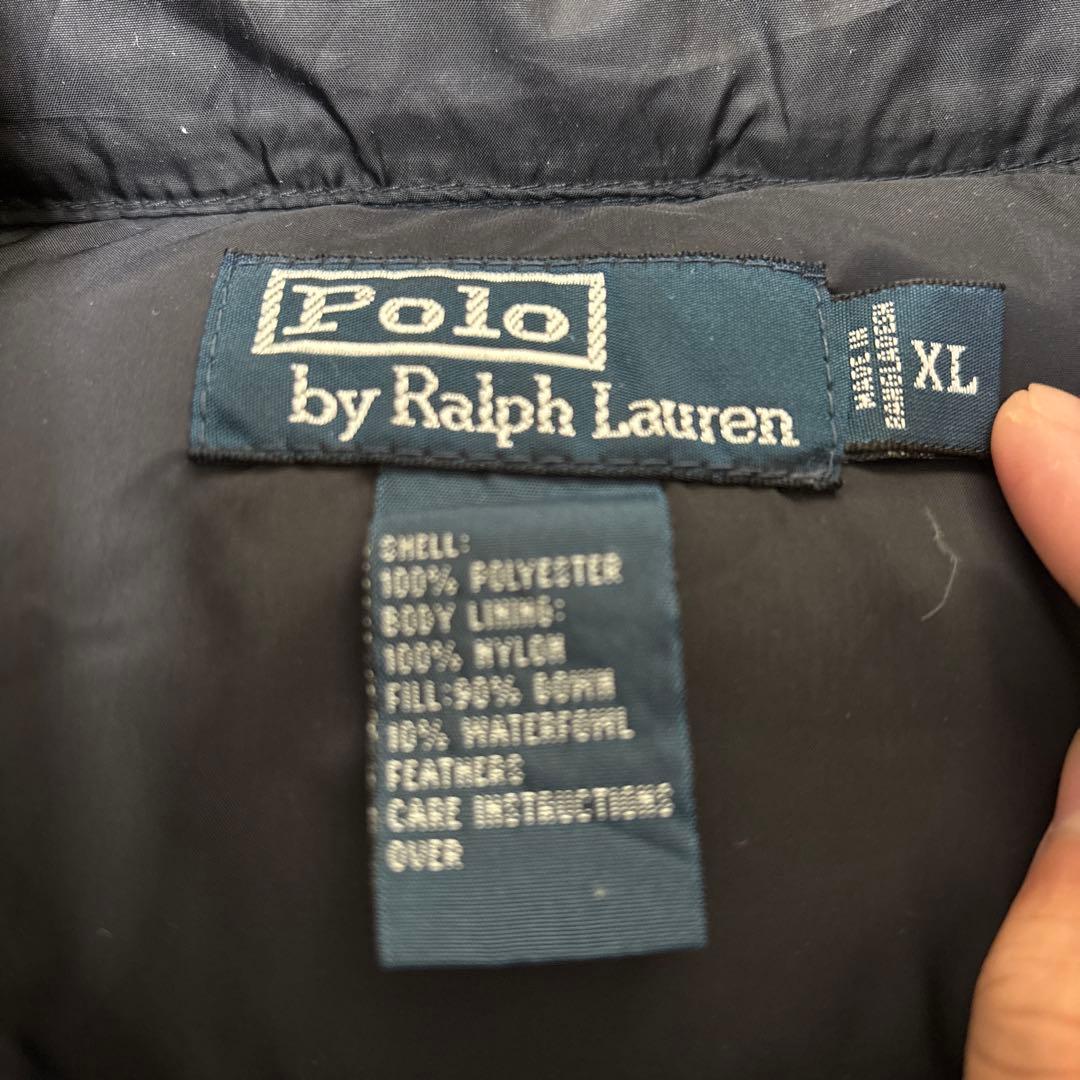 Polo
by Ralph Lauren
MADE IN
BANGLADESH
XL
SHELL:
100% POLYESTER
BODY LINING:
100% NYLON
FILL:90% DOWN
10% WATERFOWL
FEATHERS
CARE INSTRUCTIONS
OVER